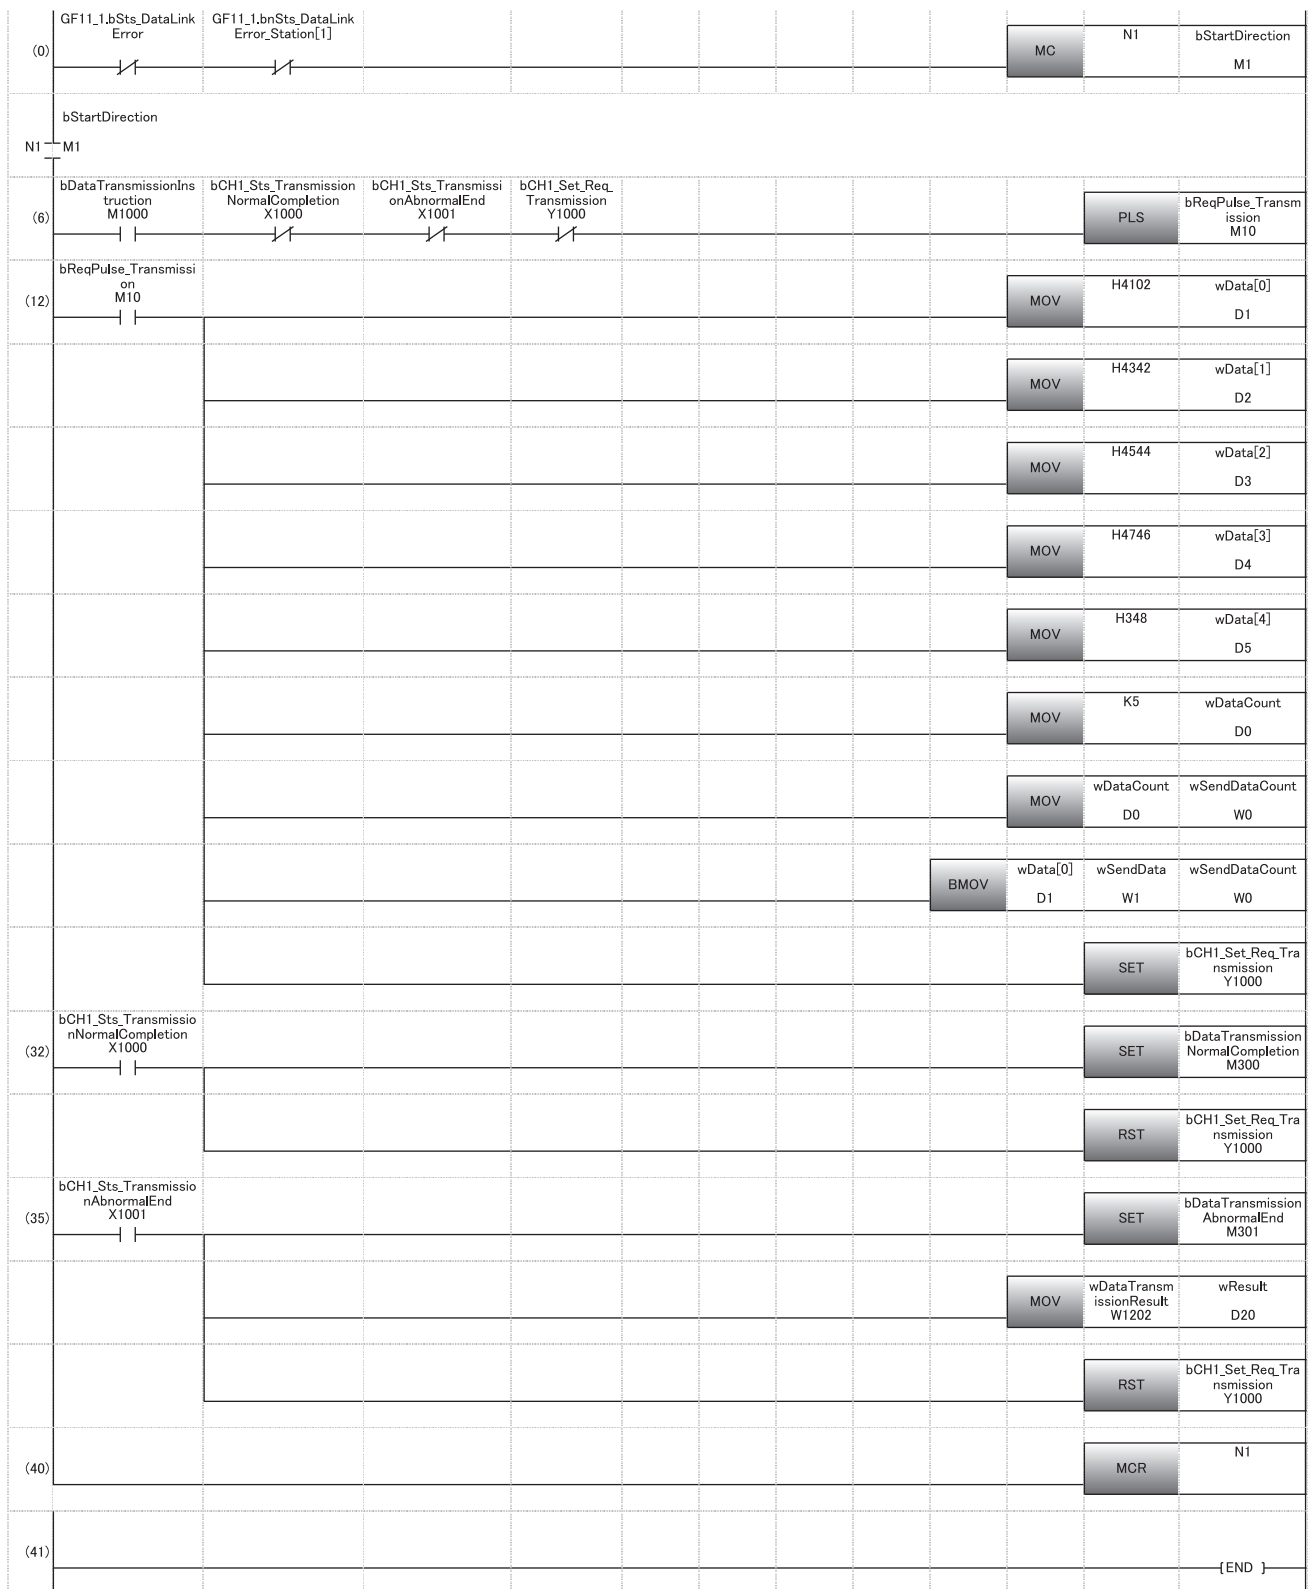 GF11_1.bSts_DataLink
Error
GF11_1.bnSts_DataLink
Error_Station[1]
(0)
MC
N1
bStartDirection
M1
bStartDirection
N1
M1
bDataTransmissionIns
truction
M1000
bCH1_Sts_Transmission
NormalCompletion
X1000
bCH1_Sts_Transmissi
onAbnormalEnd
X1001
bCH1_Set_Req_
Transmission
Y1000
(6)
PLS
bReqPulse_Transm
ission
M10
bReqPulse_Transmissi
on
M10
(12)
MOV
H4102
wData[0]
D1
MOV
H4342
wData[1]
D2
MOV
H4544
wData[2]
D3
MOV
H4746
wData[3]
D4
MOV
H348
wData[4]
D5
MOV
K5
wDataCount
D0
MOV
wDataCount
D0
wSendDataCount
W0
BMOV
wData[0]
D1
wSendData
W1
wSendDataCount
W0
SET
bCH1_Set_Req_Tra
nsmission
Y1000
bCH1_Sts_Transmissio
nNormalCompletion
X1000
(32)
SET
bDataTransmission
NormalCompletion
M300
RST
bCH1_Set_Req_Tra
nsmission
Y1000
bCH1_Sts_Transmissio
nAbnormalEnd
X1001
(35)
SET
bDataTransmission
AbnormalEnd
M301
MOV
wDataTransm
issionResult
W1202
wResult
D20
RST
bCH1_Set_Req_Tra
nsmission
Y1000
(40)
MCR
N1
(41)
[END ]